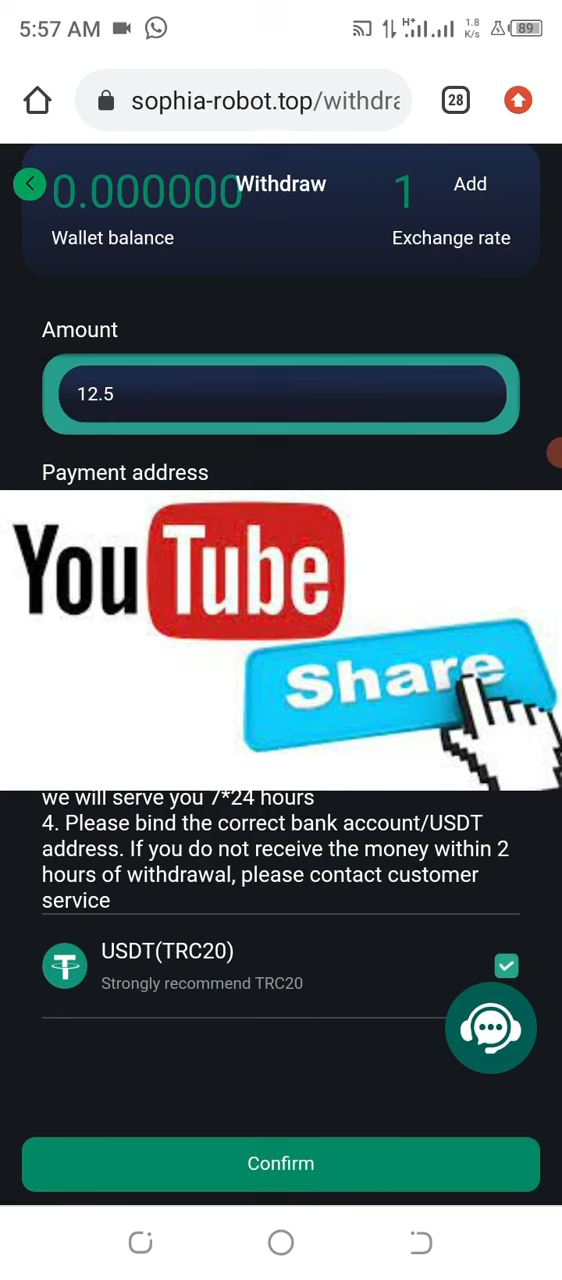 5:57 AM
H+
1.8
K/s
89
sophia-robot.top/withdra
28
0.000000
Withdraw
1
Add
Wallet balance
Exchange rate
Amount
12.5
Payment address
YouTube
Share
we will serve you 7*24 hours
4. Please bind the correct bank account/USDT
address. If you do not receive the money within 2
hours of withdrawal, please contact customer
service
USDT(TRC20)
Strongly recommend TRC20
Confirm